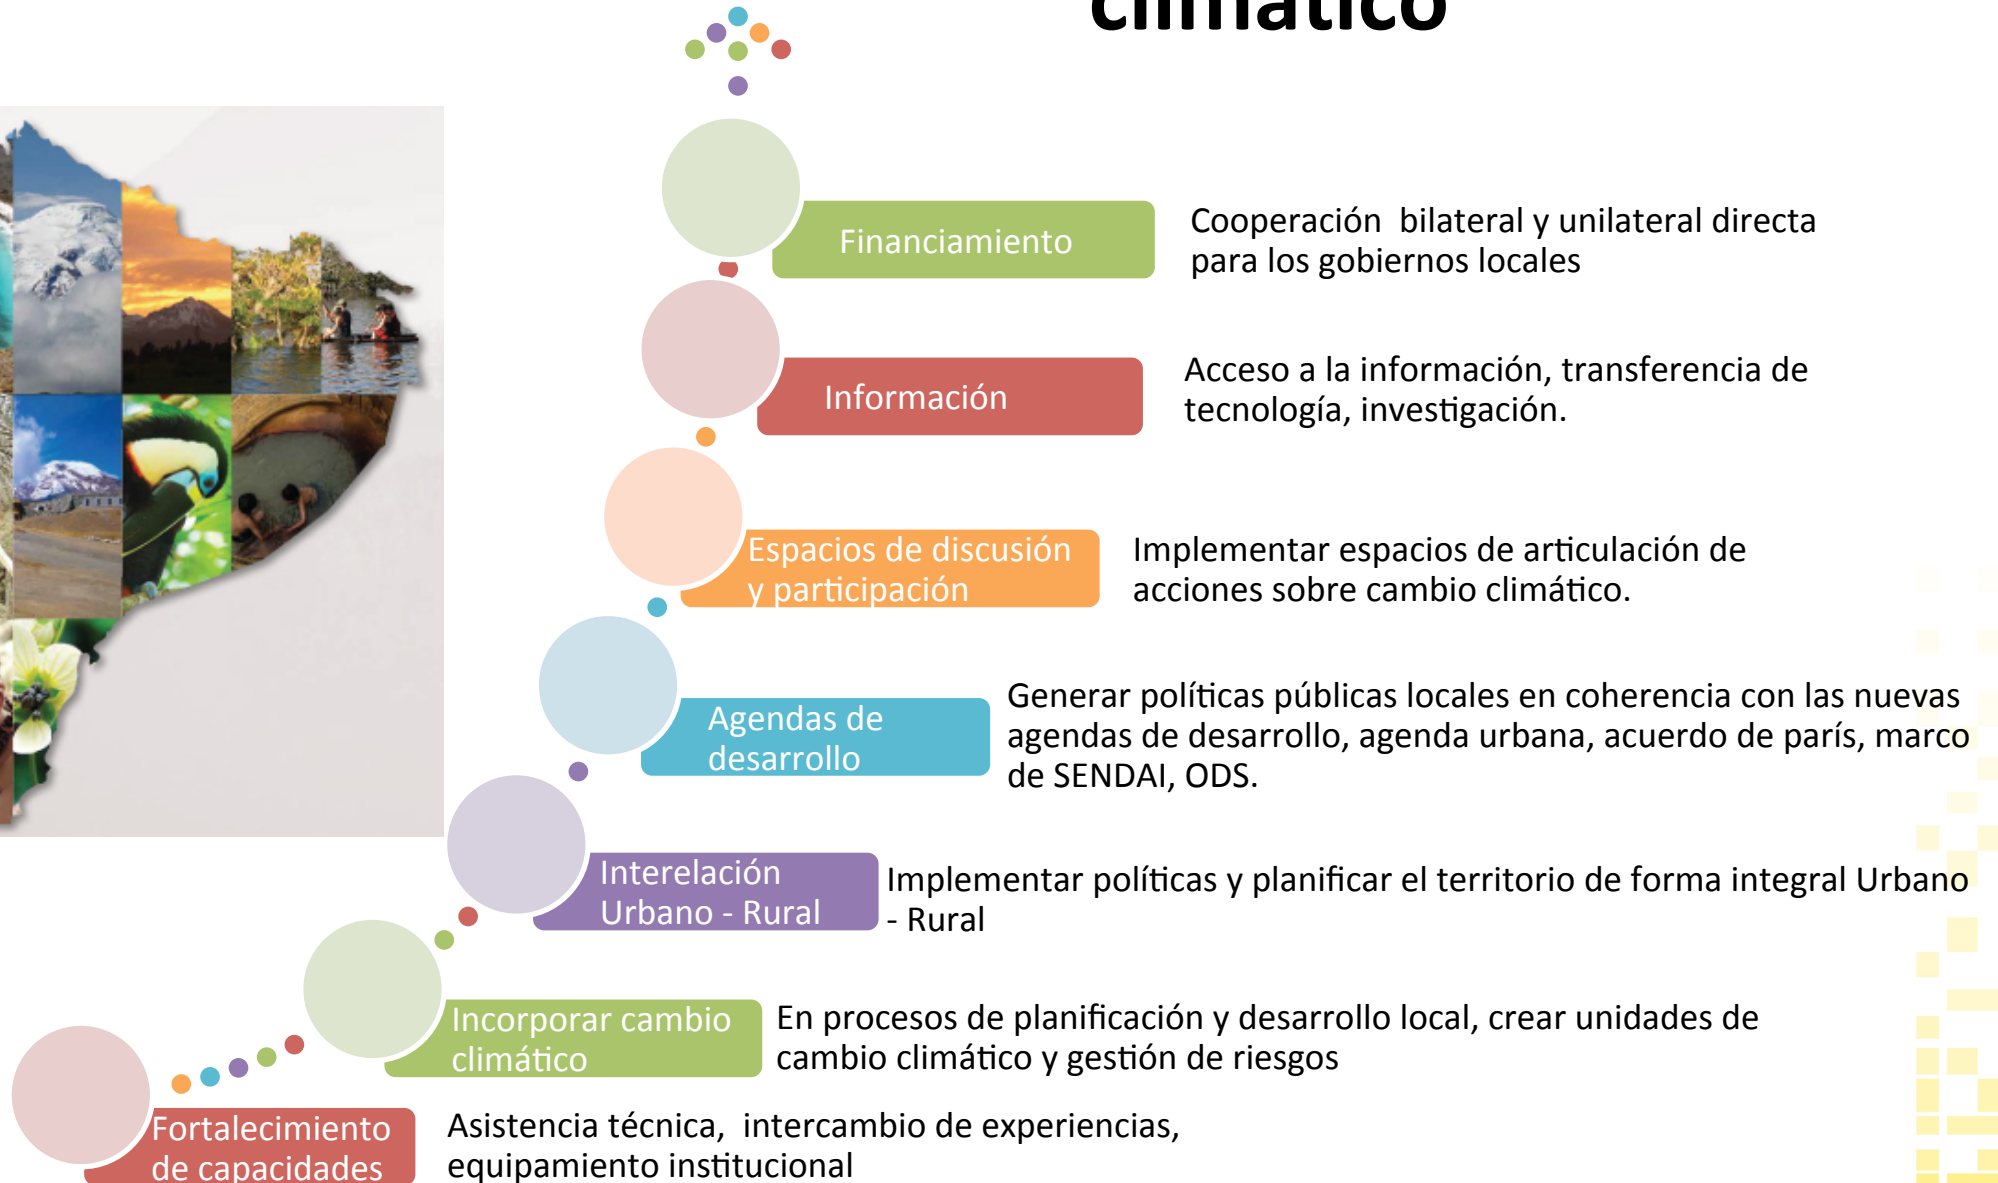 climático
Financiamiento
Cooperación  bilateral y unilateral directa
para los gobiernos locales
Información
Acceso a la información, transferencia de
tecnología, investigación.
Espacios de discusión
y participación
Implementar espacios de articulación de
acciones sobre cambio climático.
Agendas de
desarrollo
Generar políticas públicas locales en coherencia con las nuevas
agendas de desarrollo, agenda urbana, acuerdo de parís, marco
de SENDAI, ODS.
Interelación
Urbano - Rural
Implementar políticas y planificar el territorio de forma integral Urbano
- Rural
Incorporar cambio
climático
En procesos de planificación y desarrollo local, crear unidades de
cambio climático y gestión de riesgos
Fortalecimiento
de capacidades
Asistencia técnica,  intercambio de experiencias,
equipamiento institucional